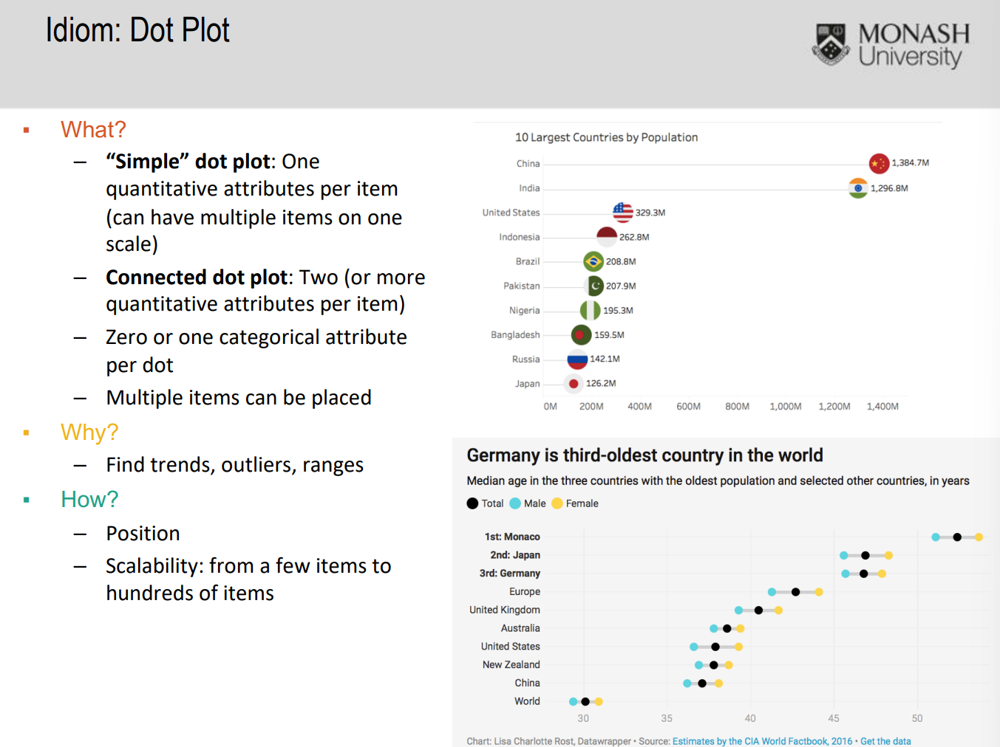 Idiom: Dot Plot
MONASH
University
▪ What?
– “Simple” dot plot: One
quantitative attributes per item
(can have multiple items on one
scale)
– Connected dot plot: Two (or more
quantitative attributes per item)
– Zero or one categorical attribute
per dot
– Multiple items can be placed
▪ Why?
– Find trends, outliers, ranges
▪ How?
– Position
– Scalability: from a few items to
hundreds of items
10 Largest Countries by Population
China 1,384.7M
India 1,296.8M
United States 329.3M
Indonesia 262.8M
Brazil 208.8M
Pakistan 207.9M
Nigeria 195.3M
Bangladesh 159.5M
Russia 142.1M
Japan 126.2M
0M 200M 400M 600M 800M 1,000M 1,200M 1,400M
Germany is third-oldest country in the world
Median age in the three countries with the oldest population and selected other countries, in years
Total Male Female
1st: Monaco
2nd: Japan
3rd: Germany
Europe
United Kingdom
Australia
United States
New Zealand
China
World
30 35 40 45 50
Chart: Lisa Charlotte Rost, Datawrapper • Source: Estimates by the CIA World Factbook, 2016 • Get the data